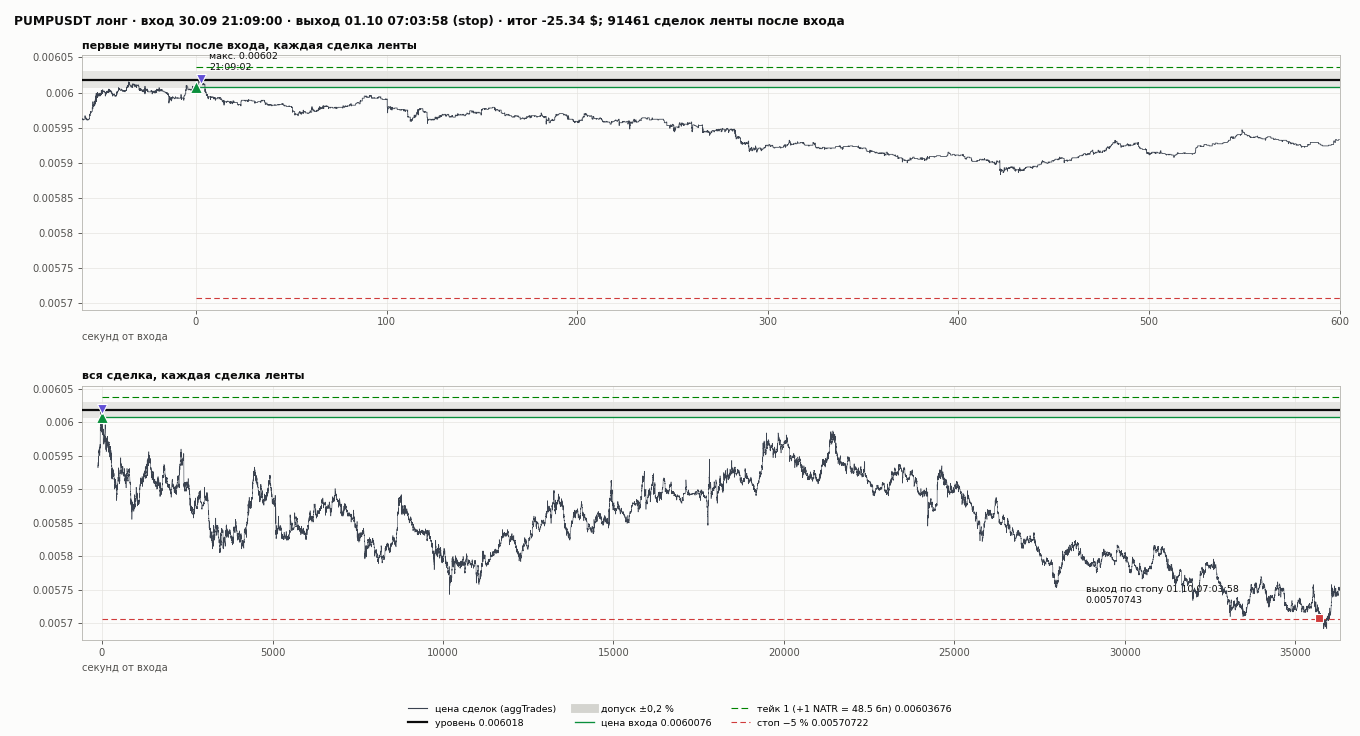 PUMPUSDT лонг · вход 30.09 21:09:00 · выход 01.10 07:03:58 (stop) · итог -25.34 $; 91461 сделок ленты после входа
первые минуты после входа, каждая сделка ленты
макс. 0.00602
21:09:02
0.00605
0.006
0.00595
0.0059
0.00585
0.0058
0.00575
0.0057
0
100
200
300
400
500
600
секунд от входа
вся сделка, каждая сделка ленты
0.00605
0.006
0.00595
0.0059
0.00585
0.0058
0.00575
0.0057
выход по стопу 01.10 07:03:58
0.00570743
0
5000
10000
15000
20000
25000
30000
35000
секунд от входа
цена сделок (aggTrades)
допуск ±0,2 %
тейк 1 (+1 NATR = 48.5 бп) 0.00603676
уровень 0.006018
цена входа 0.0060076
стоп −5 % 0.00570722